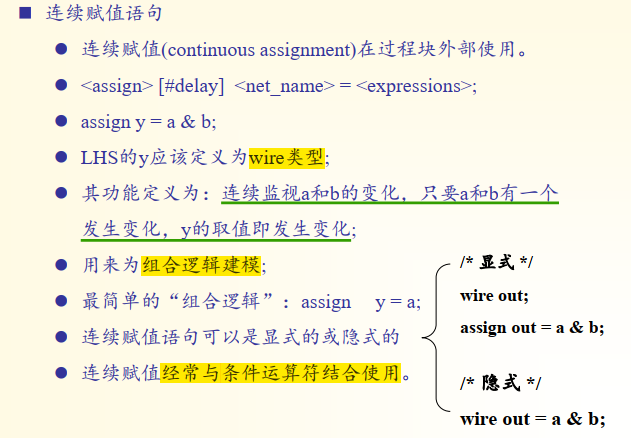 连续赋值语句
连续赋值(continuous assignment)在过程块外部使用。
<assign> [#delay] <net_name> = <expressions>;
assign y = a & b;
LHS的y应该定义为wire类型;
其功能定义为：连续监视a和b的变化，只要a和b有一个
发生变化，y的取值即发生变化;
用来为组合逻辑建模;
最简单的“组合逻辑”：assign y = a;
连续赋值语句可以是显式的或隐式的
连续赋值经常与条件运算符结合使用。
/* 显式 */
wire out;
assign out = a & b;
/* 隐式 */
wire out = a & b;